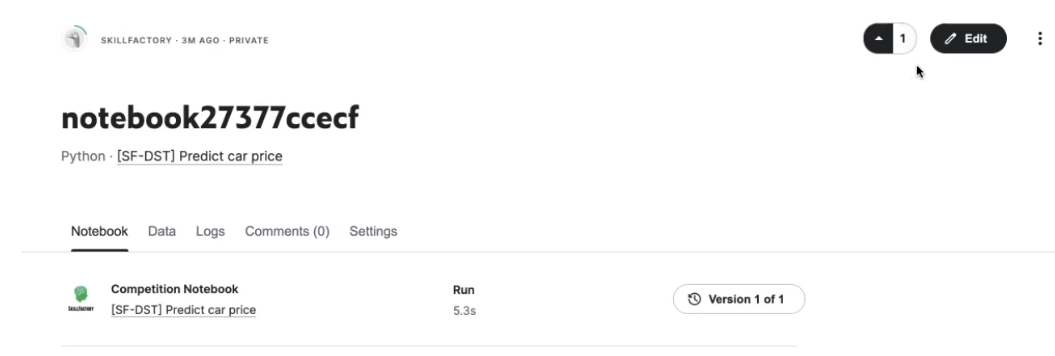 SKILLFACTORY · 3M AGO · PRIVATE
1
Edit
notebook27377ccecf
Python · [SF-DST] Predict car price
Notebook Data Logs Comments (0) Settings
Competition Notebook
[SF-DST] Predict car price
Run
5.3s
Version 1 of 1
SKILLFACTORY